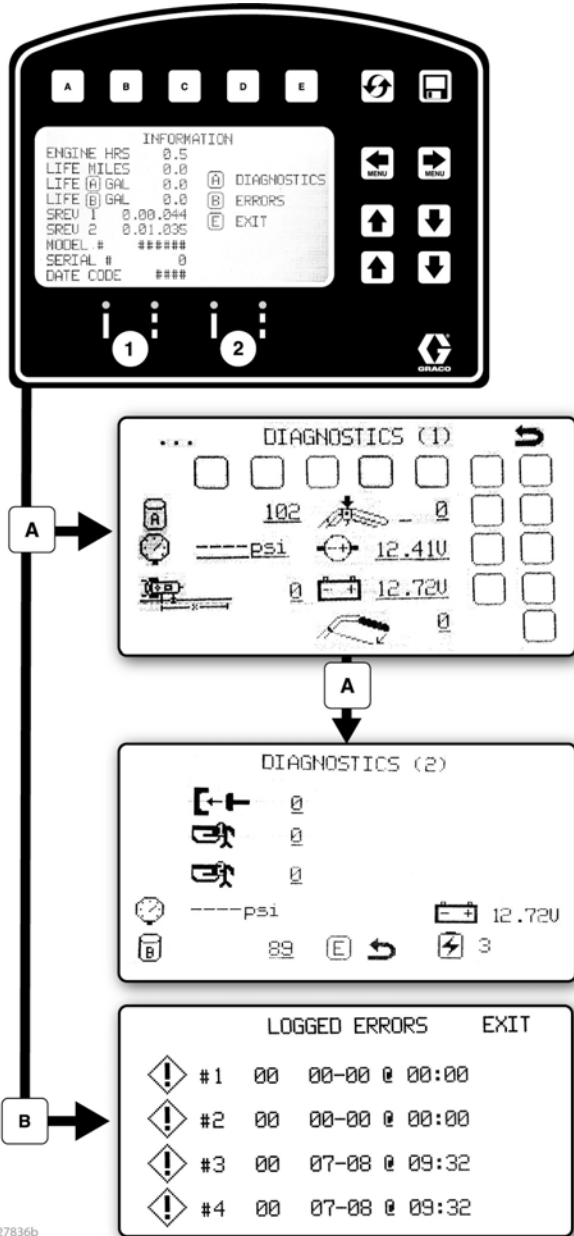 A B C D E
INFORMATION
ENGINE HRS 0.5
LIFE MILES 0.0
LIFE A GAL 0.0
LIFE B GAL 0.0
SREV 1 0.00.044
SREV 2 0.01.035
MODEL # ######
SERIAL # 0
DATE CODE ####
A DIAGNOSTICS
B ERRORS
E EXIT
MENU MENU
1 2
GRACO
A
... DIAGNOSTICS (1)
A 102 _ 0
----psi - + 12.41V
x 0 - + 12.72V
0
A
DIAGNOSTICS (2)
0
1 0
2 0
----psi - + 12.72V
B 89 E 3
B
LOGGED ERRORS EXIT
! #1 00 00-00 @ 00:00
! #2 00 00-00 @ 00:00
! #3 00 07-08 @ 09:32
! #4 00 07-08 @ 09:32
27836b